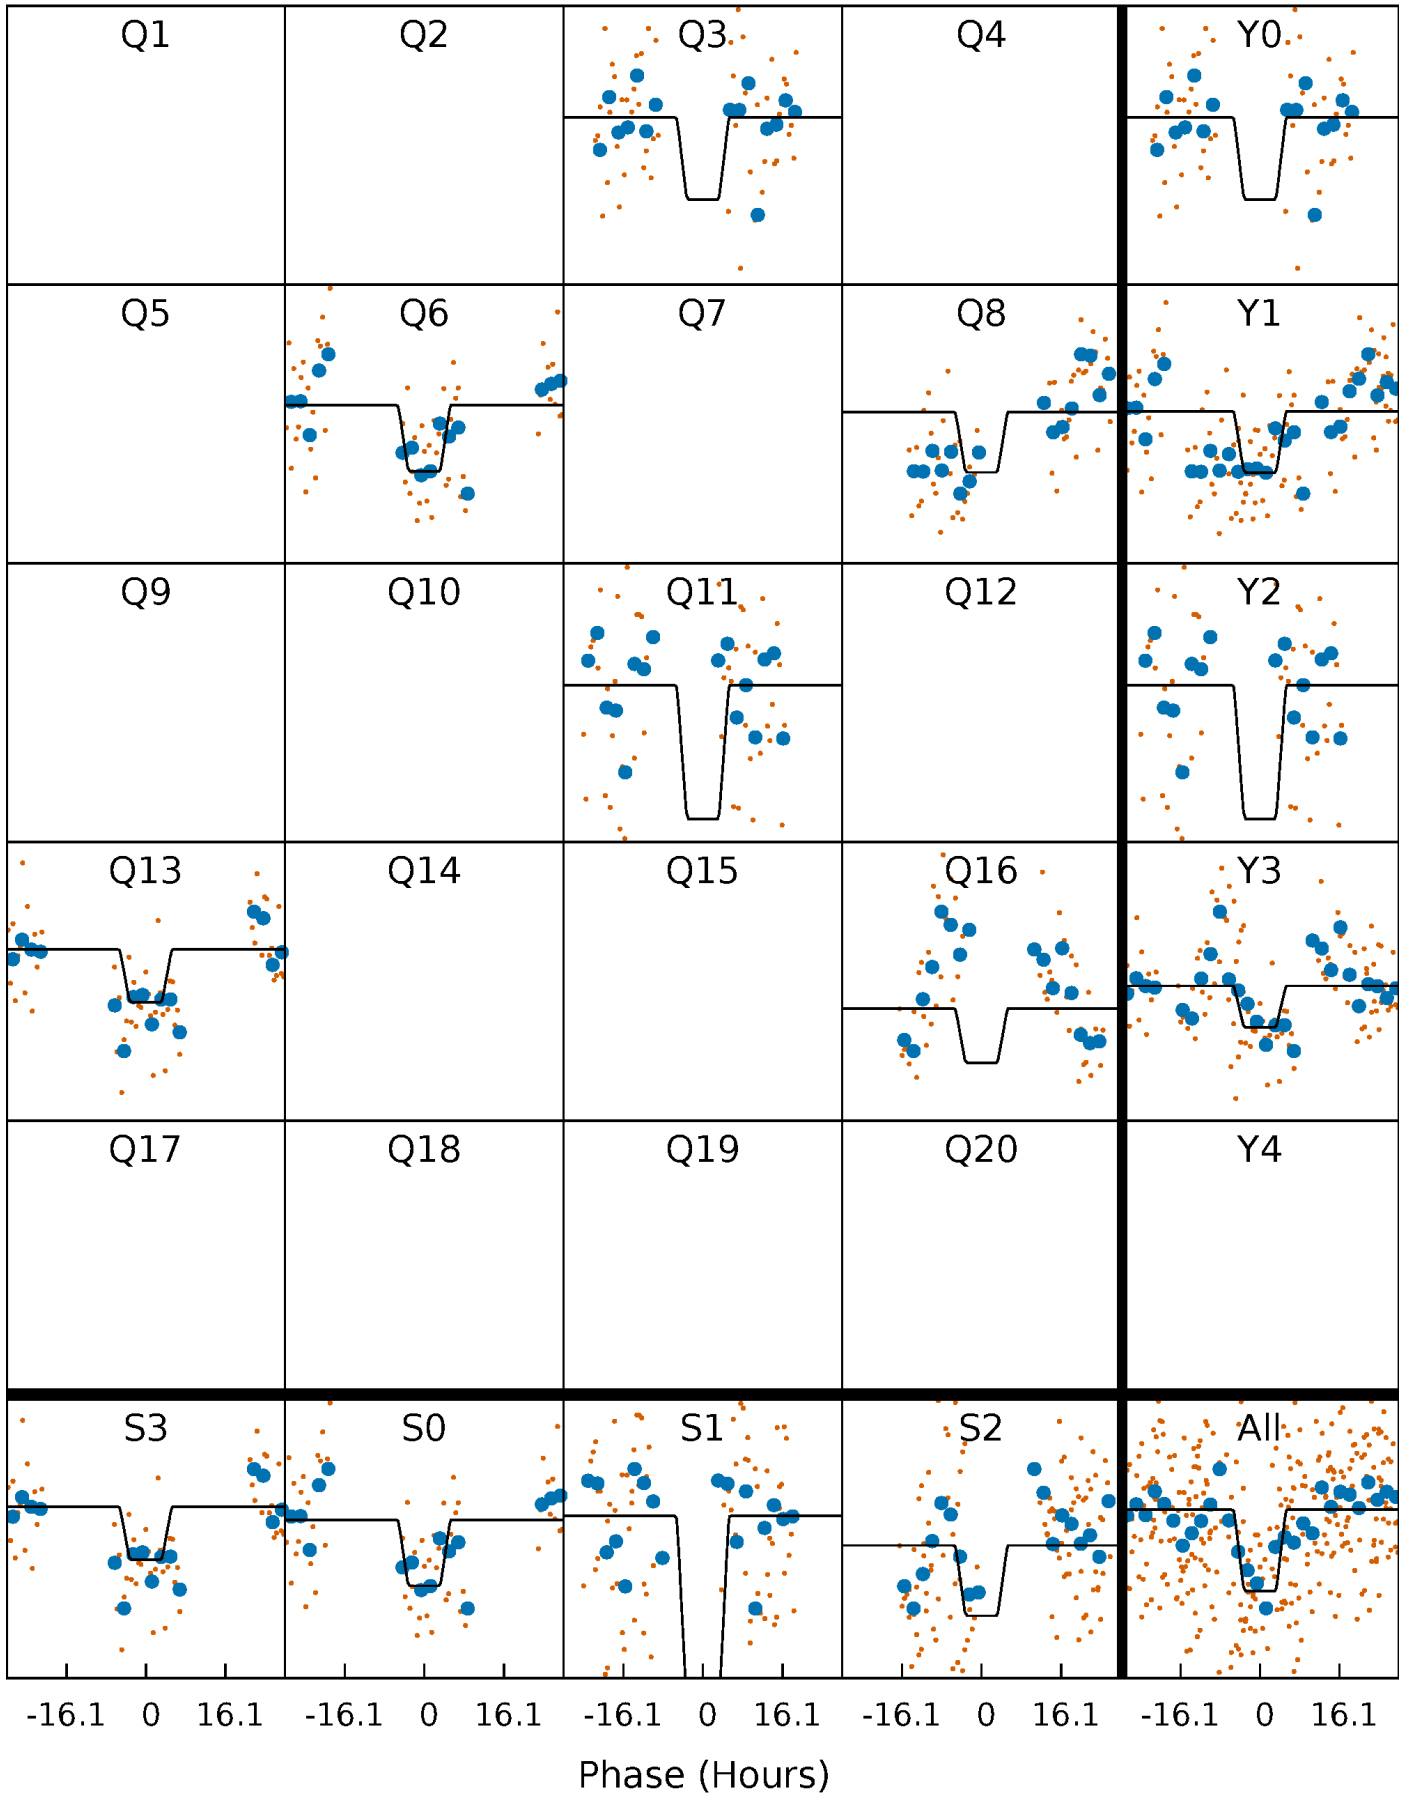 Q1 Q2 Q3 Q4 Y0
Q5 Q6 Q7 Q8 Y1
Q9 Q10 Q11 Q12 Y2
Q13 Q14 Q15 Q16 Y3
Q17 Q18 Q19 Q20 Y4
S3 S0 S1 S2 All
-16.1 0 16.1 -16.1 0 16.1 -16.1 0 16.1 -16.1 0 16.1 -16.1 0 16.1
Phase (Hours)